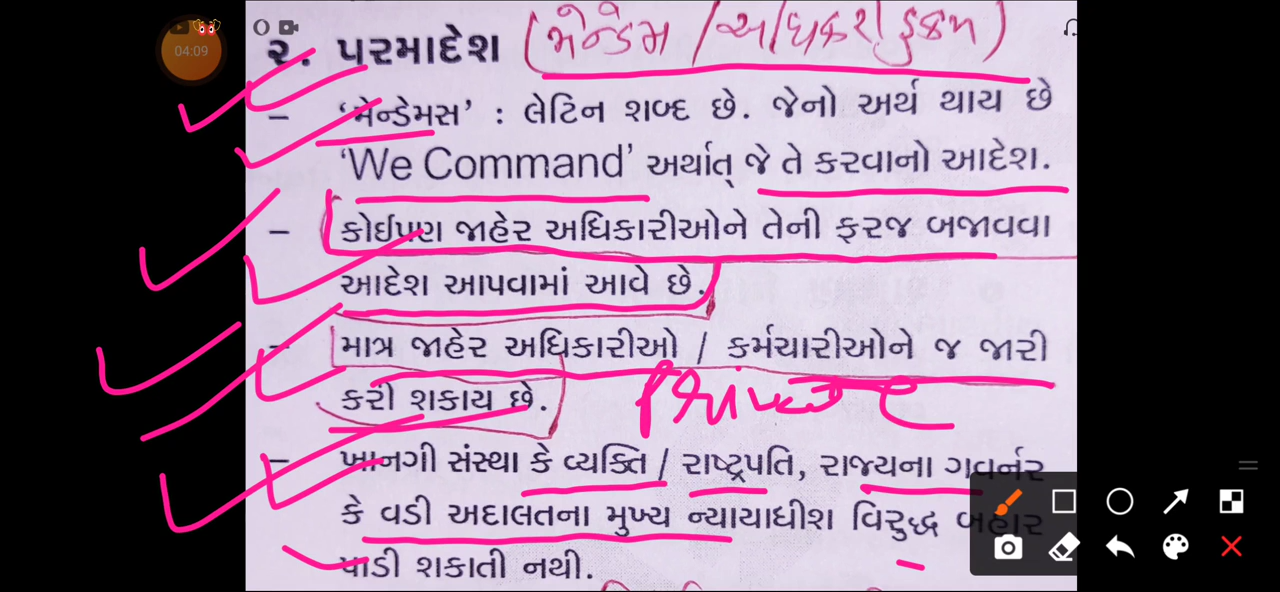 04:09
૨. પરમાદેશ (મેન્ડેમ / અધિકરા હુકમ)
– ‘મેન્ડેમસ’ : લેટિન શબ્દ છે. જેનો અર્થ થાય છે
‘We Command’ અર્થાત્ જે તે કરવાનો આદેશ.
– કોઈપણ જાહેર અધિકારીઓને તેની ફરજ બજાવવા
આદેશ આપવામાં આવે છે.
– માત્ર જાહેર અધિકારીઓ / કર્મચારીઓને જ જારી
કરી શકાય છે.
Private
– ખાનગી સંસ્થા કે વ્યક્તિ / રાષ્ટ્રપતિ, રાજ્યના ગવર્નર
કે વડી અદાલતના મુખ્ય ન્યાયાધીશ વિરુદ્ધ બહાર
પાડી શકાતી નથી.